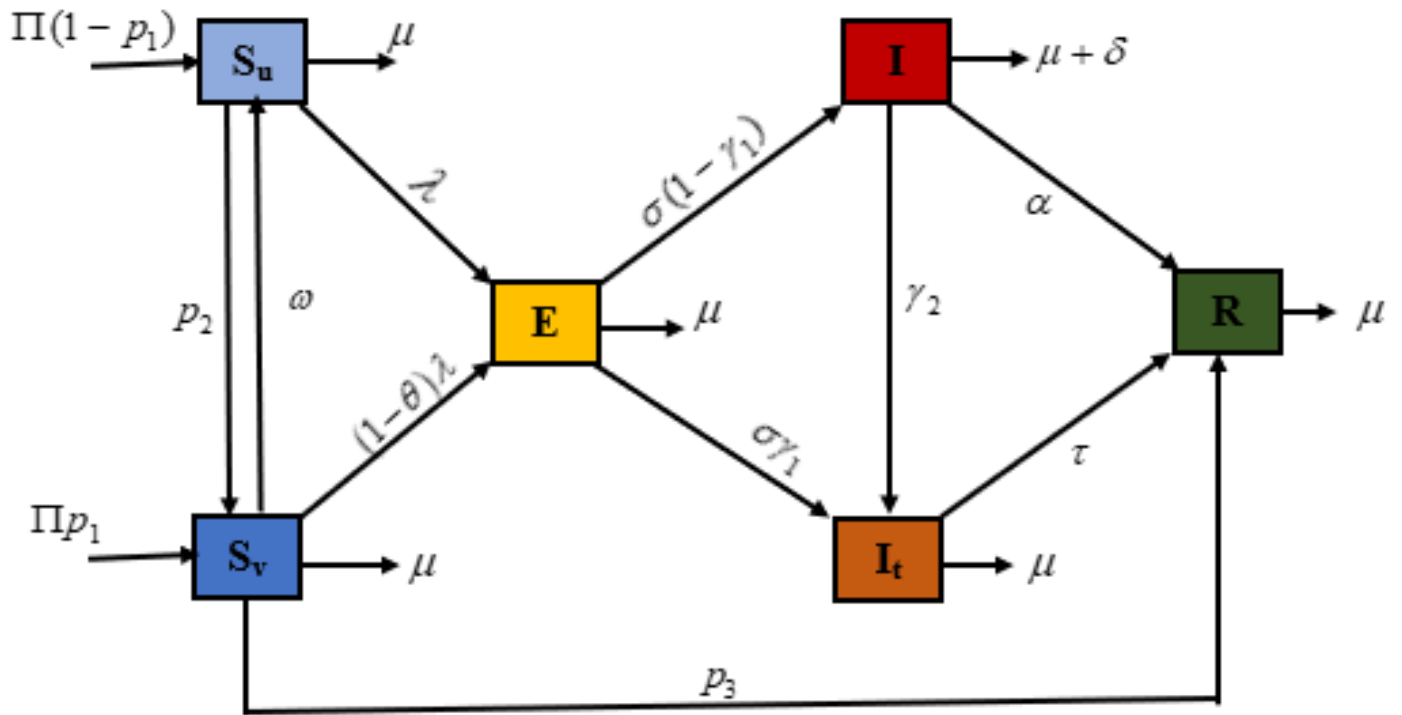 Π(1 − p₁)
Sᵤ
μ
I
μ + δ
λ
σ(1 − γ₁)
α
p₂
ω
E
μ
γ₂
R
μ
(1−θ)λ
σγ₁
τ
Πp₁
Sᵥ
μ
Iₜ
μ
p₃